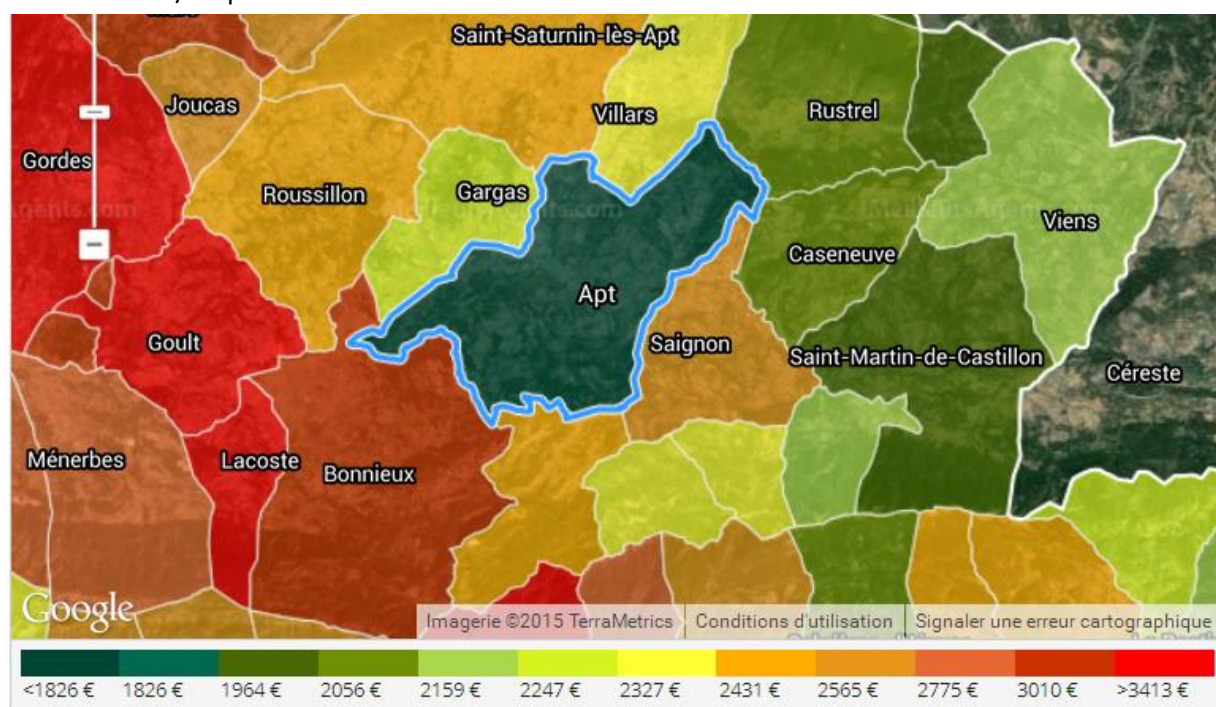 Saint-Saturnin-lès-Apt
Joucas
Villars
Rustrel
Gordes
Roussillon
Gargas
Viens
Caseneuve
Apt
Goult
Saignon
Saint-Martin-de-Castillon
Céreste
Ménerbes
Lacoste
Bonnieux
Google
Imagerie ©2015 TerraMetrics
Conditions d'utilisation
Signaler une erreur cartographique
<1826 € 1826 € 1964 € 2056 € 2159 € 2247 € 2327 € 2431 € 2565 € 2775 € 3010 € >3413 €